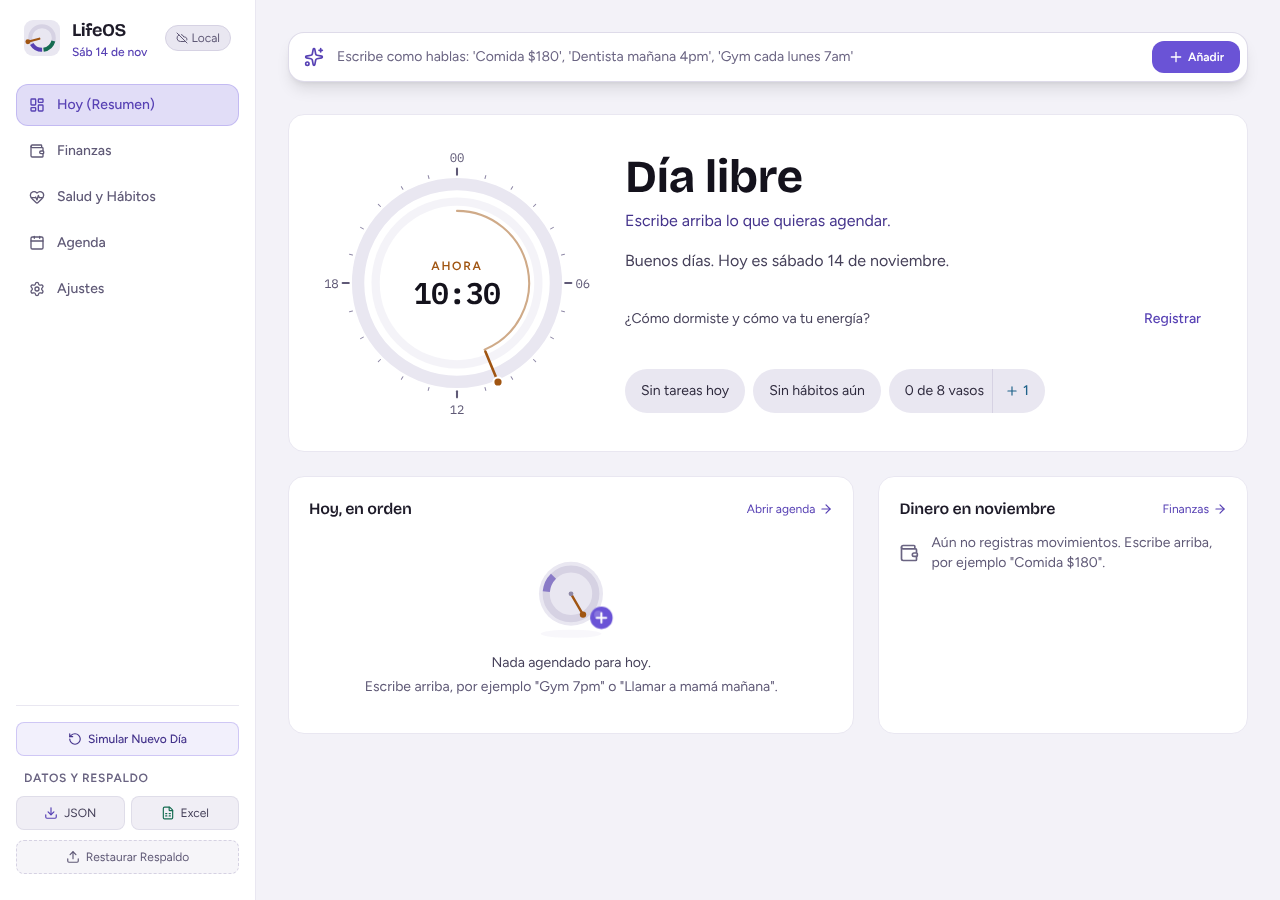 LifeOS
Sáb 14 de nov
Local
Hoy (Resumen)
Finanzas
Salud y Hábitos
Agenda
Ajustes
Simular Nuevo Día
DATOS Y RESPALDO
JSON
Excel
Restaurar Respaldo
Escribe como hablas: 'Comida $180', 'Dentista mañana 4pm', 'Gym cada lunes 7am'
Añadir
00
18
06
12
AHORA
10:30
Día libre
Escribe arriba lo que quieras agendar.
Buenos días. Hoy es sábado 14 de noviembre.
¿Cómo dormiste y cómo va tu energía?
Registrar
Sin tareas hoy
Sin hábitos aún
0 de 8 vasos
+ 1
Hoy, en orden
Abrir agenda →
Nada agendado para hoy.
Escribe arriba, por ejemplo "Gym 7pm" o "Llamar a mamá mañana".
Dinero en noviembre
Finanzas →
Aún no registras movimientos. Escribe arriba,
por ejemplo "Comida $180".